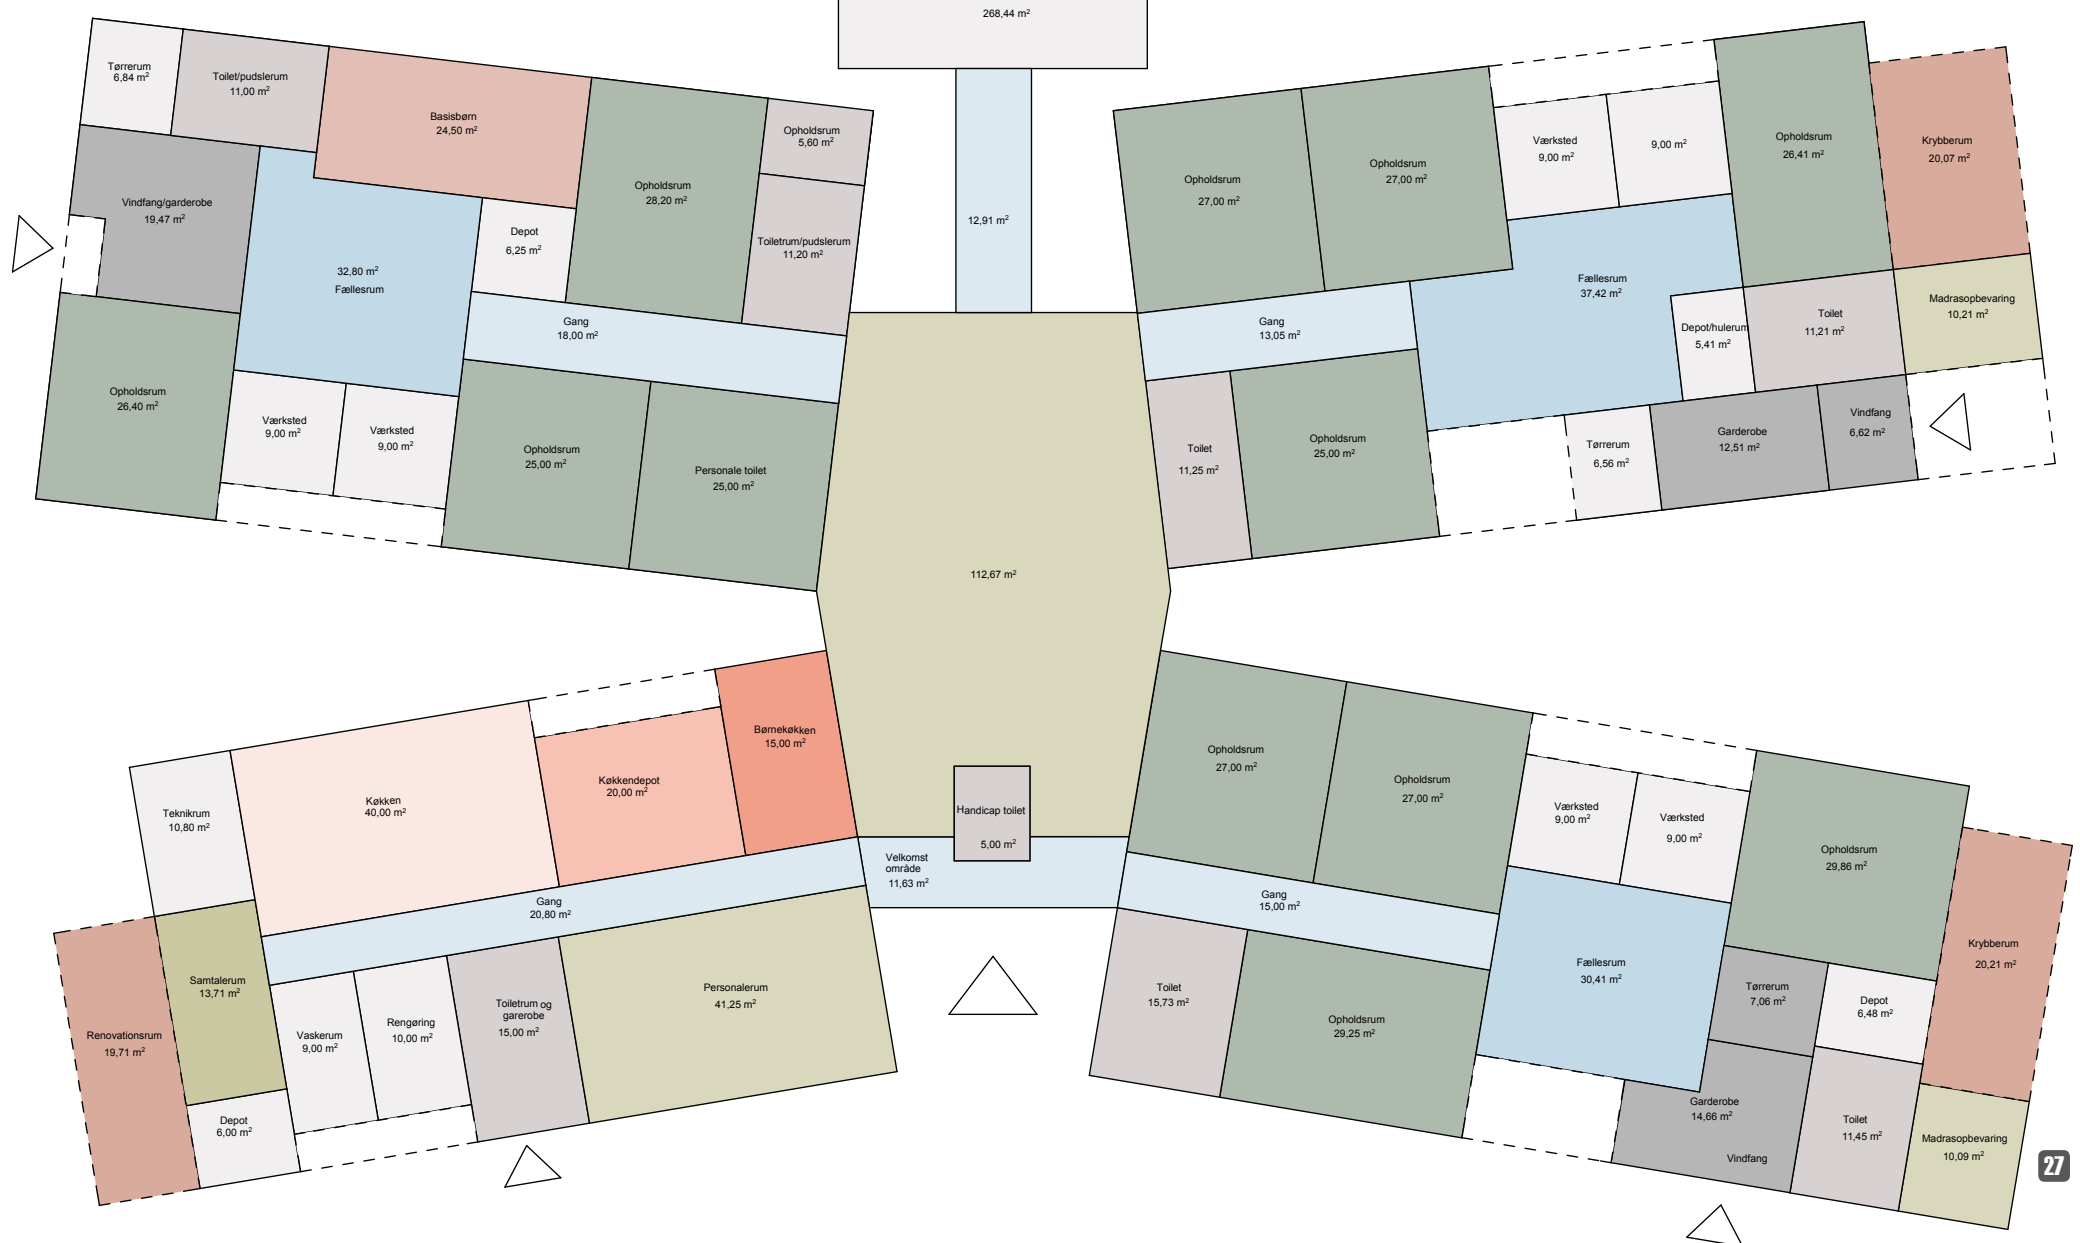 268,44 m²
Tørrerum
6,84 m²
Toilet/pudslerum
11,00 m²
Basisbørn
24,50 m²
Opholdsrum
5,60 m²
Opholdsrum
28,20 m²
Vindfang/garderobe
19,47 m²
Depot
6,25 m²
Toiletrum/pudslerum
11,20 m²
32,80 m²
Fællesrum
Gang
18,00 m²
Opholdsrum
26,40 m²
Værksted
9,00 m²
Værksted
9,00 m²
Opholdsrum
25,00 m²
Personale toilet
25,00 m²
12,91 m²
112,67 m²
Opholdsrum
27,00 m²
Opholdsrum
27,00 m²
Værksted
9,00 m²
9,00 m²
Opholdsrum
26,41 m²
Krybberum
20,07 m²
Fællesrum
37,42 m²
Gang
13,05 m²
Depot/hulerum
5,41 m²
Toilet
11,21 m²
Madrasopbevaring
10,21 m²
Toilet
11,25 m²
Opholdsrum
25,00 m²
Tørrerum
6,56 m²
Garderobe
12,51 m²
Vindfang
6,62 m²
Teknikrum
10,80 m²
Køkken
40,00 m²
Køkkendepot
20,00 m²
Børnekøkken
15,00 m²
Handicap toilet
5,00 m²
Velkomst
område
11,63 m²
Gang
20,80 m²
Renovationsrum
19,71 m²
Samtalerum
13,71 m²
Depot
6,00 m²
Vaskerum
9,00 m²
Rengøring
10,00 m²
Toiletrum og
garerobe
15,00 m²
Personalerum
41,25 m²
Opholdsrum
27,00 m²
Opholdsrum
27,00 m²
Værksted
9,00 m²
Værksted
9,00 m²
Opholdsrum
29,86 m²
Krybberum
20,21 m²
Gang
15,00 m²
Fællesrum
30,41 m²
Toilet
15,73 m²
Opholdsrum
29,25 m²
Tørrerum
7,06 m²
Depot
6,48 m²
Garderobe
14,66 m²
Vindfang
Toilet
11,45 m²
Madrasopbevaring
10,09 m²
27